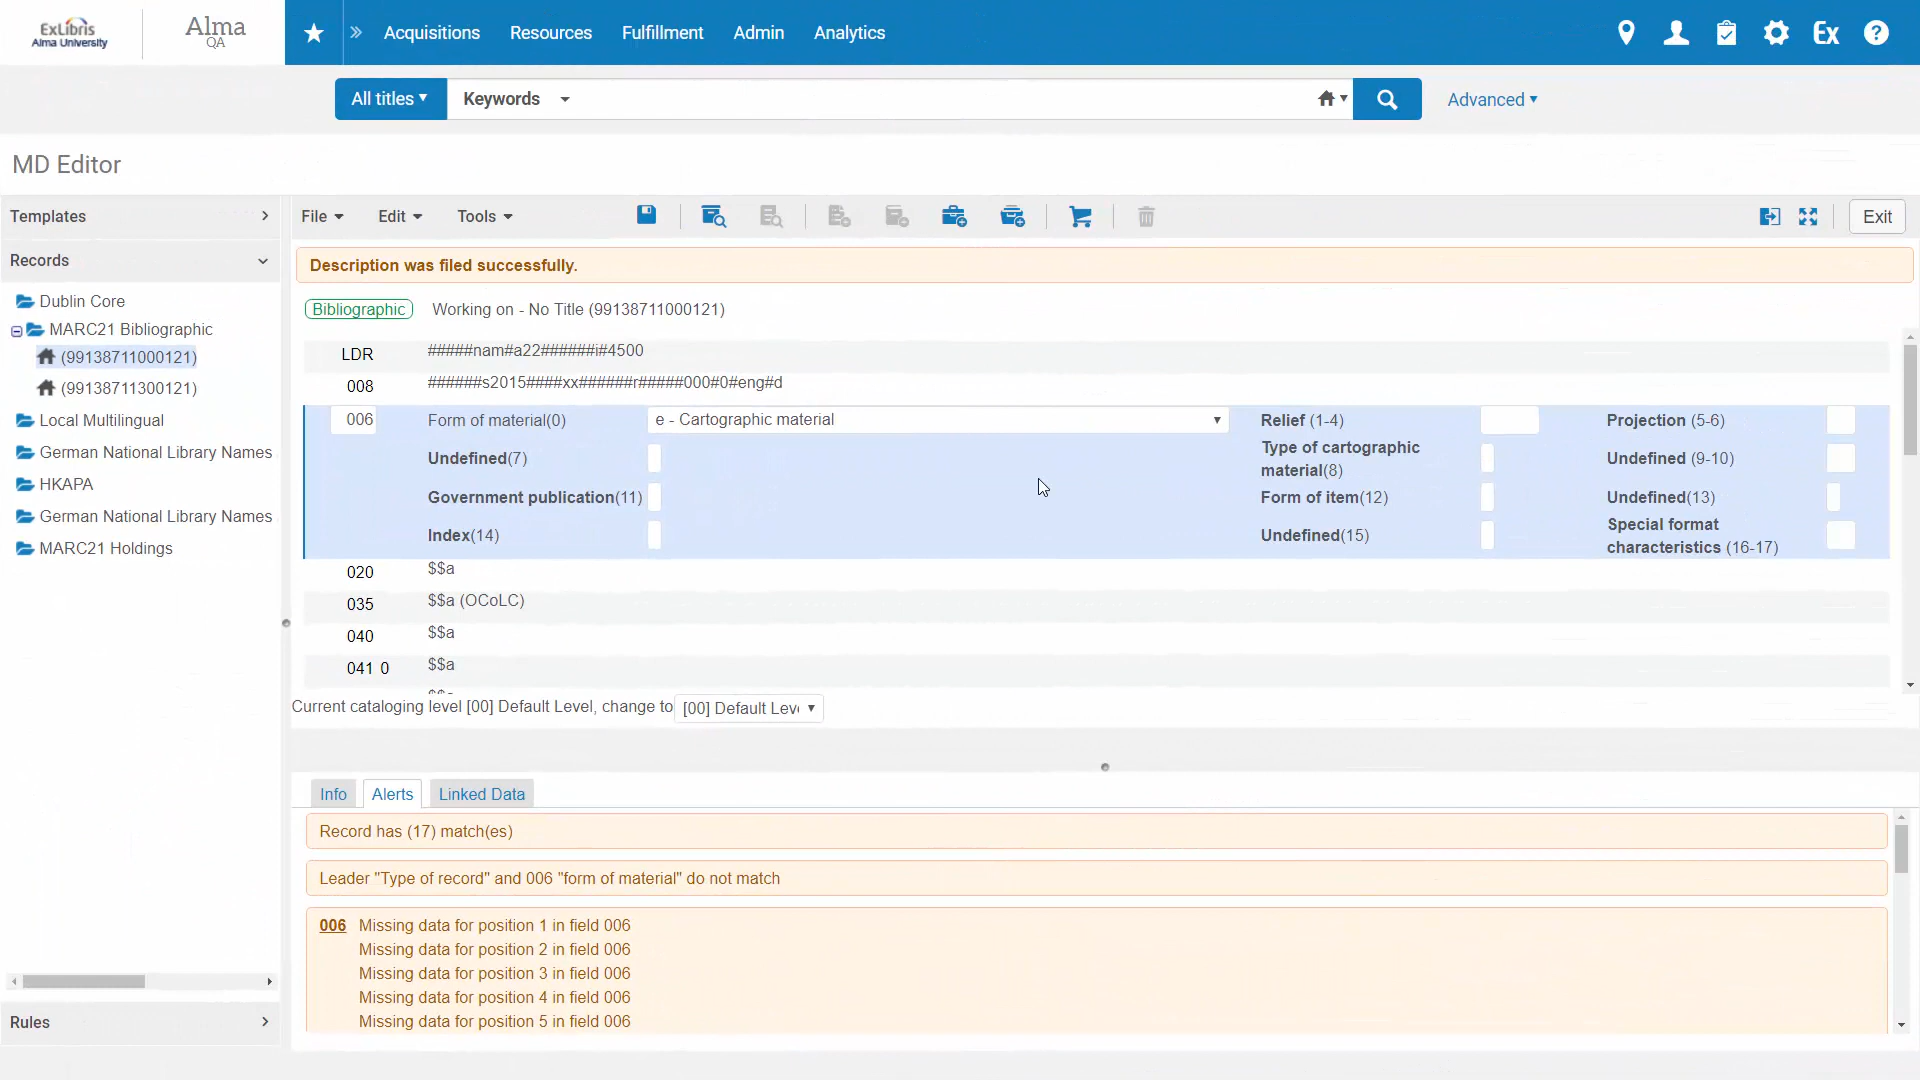 ExLibris
Alma University
Alma
QA
Acquisitions
Resources
Fulfillment
Admin
Analytics
Ex
All titles
Keywords
Advanced
MD Editor
Templates
File
Edit
Tools
Exit
Records
Description was filed successfully.
Dublin Core
MARC21 Bibliographic
(99138711000121)
(99138711300121)
Local Multilingual
German National Library Names
HKAPA
German National Library Names
MARC21 Holdings
Rules
Bibliographic Working on - No Title (99138711000121)
LDR #####nam#a22######i#4500
008 ######s2015####xx######r#####000#0#eng#d
006 Form of material(0) e - Cartographic material Relief (1-4) Projection (5-6)
Undefined(7) Type of cartographic material(8) Undefined (9-10)
Government publication(11) Form of item(12) Undefined(13)
Index(14) Undefined(15) Special format characteristics (16-17)
020 $$a
035 $$a (OCoLC)
040 $$a
041 0 $$a
Current cataloging level [00] Default Level, change to [00] Default Lev
Info Alerts Linked Data
Record has (17) match(es)
Leader "Type of record" and 006 "form of material" do not match
006 Missing data for position 1 in field 006
Missing data for position 2 in field 006
Missing data for position 3 in field 006
Missing data for position 4 in field 006
Missing data for position 5 in field 006